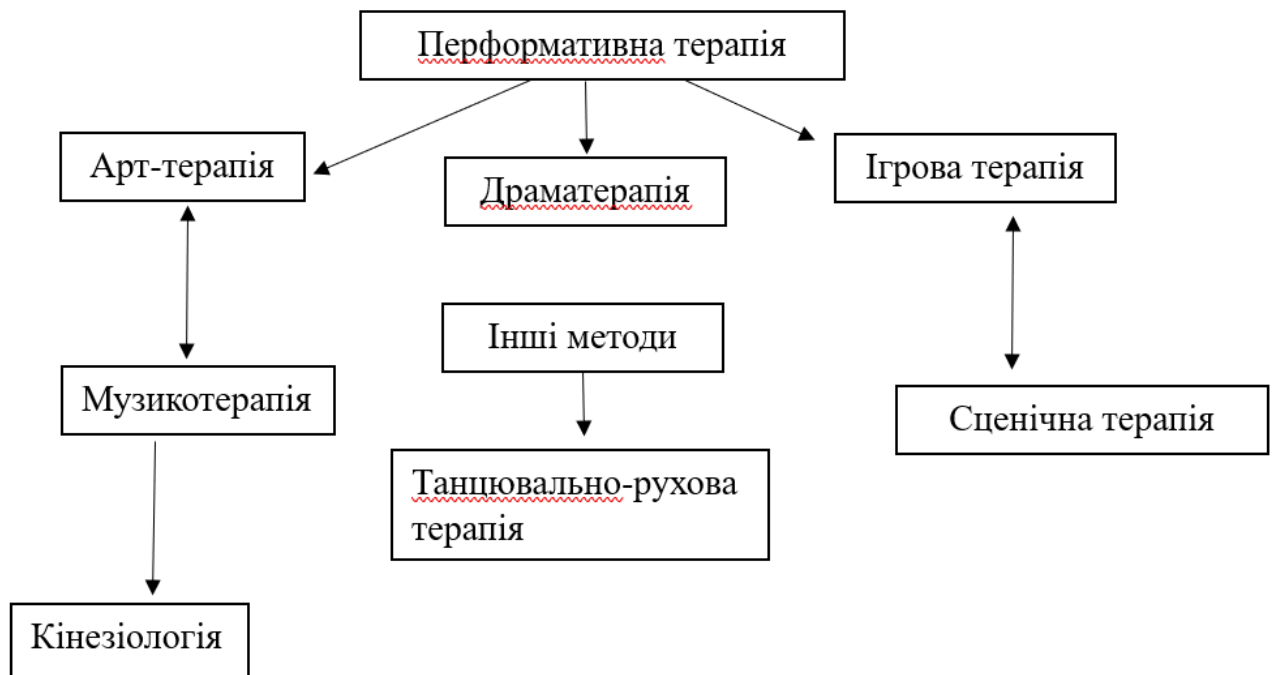 Перформативна терапія
Арт-терапія
Драматерапія
Ігрова терапія
Інші методи
Музикотерапія
Сценічна терапія
Танцювально-рухова
терапія
Кінезіологія